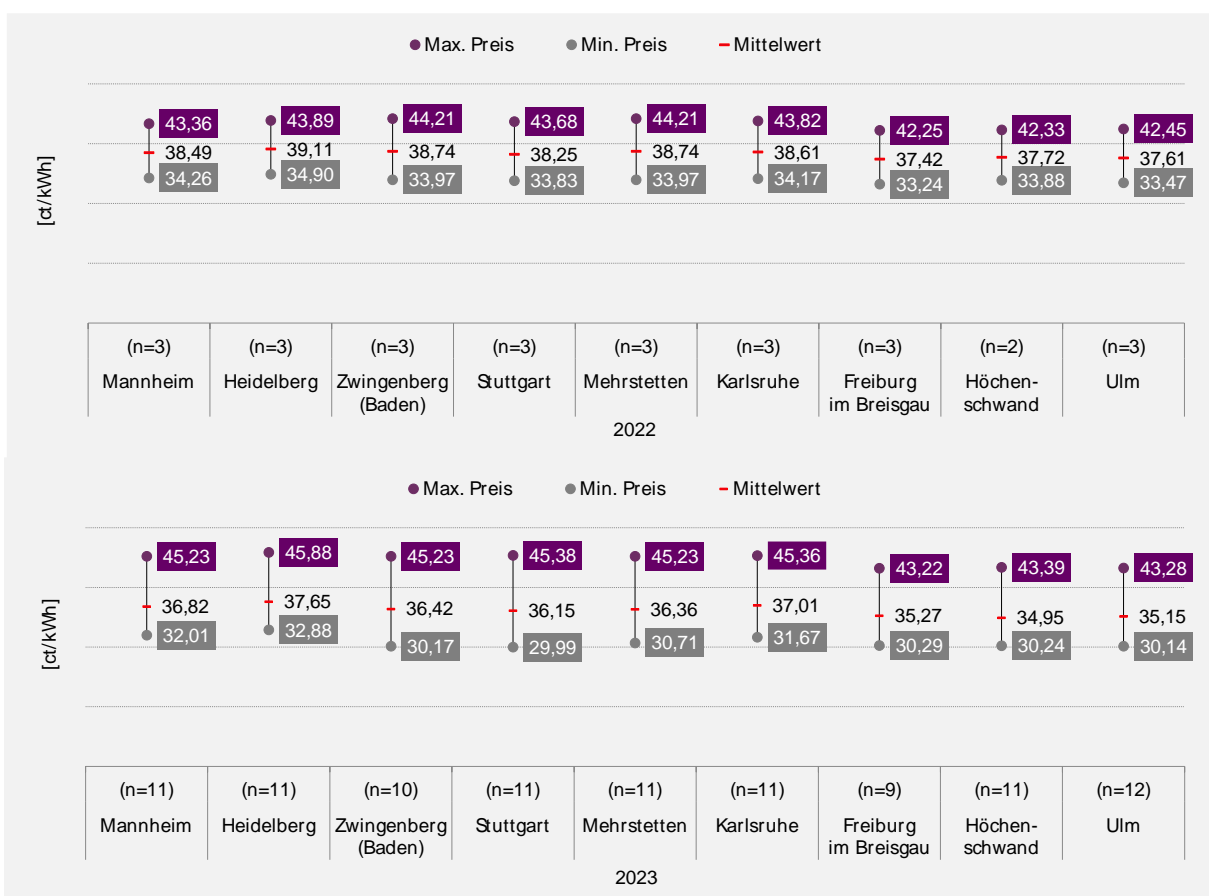 Max. Preis Min. Preis Mittelwert
[ct/kWh]
43,36 43,89 44,21 43,68 44,21 43,82 42,25 42,33 42,45
38,49 39,11 38,74 38,25 38,74 38,61 37,42 37,72 37,61
34,26 34,90 33,97 33,83 33,97 34,17 33,24 33,88 33,47
(n=3) (n=3) (n=3) (n=3) (n=3) (n=3) (n=3) (n=2) (n=3)
Mannheim Heidelberg Zwingenberg Stuttgart Mehrstetten Karlsruhe Freiburg Höchen- Ulm
(Baden) im Breisgau schwand
2022
Max. Preis Min. Preis Mittelwert
[ct/kWh]
45,23 45,88 45,23 45,38 45,23 45,36 43,22 43,39 43,28
36,82 37,65 36,42 36,15 36,36 37,01 35,27 34,95 35,15
32,01 32,88 30,17 29,99 30,71 31,67 30,29 30,24 30,14
(n=11) (n=11) (n=10) (n=11) (n=11) (n=11) (n=9) (n=11) (n=12)
Mannheim Heidelberg Zwingenberg Stuttgart Mehrstetten Karlsruhe Freiburg Höchen- Ulm
(Baden) im Breisgau schwand
2023